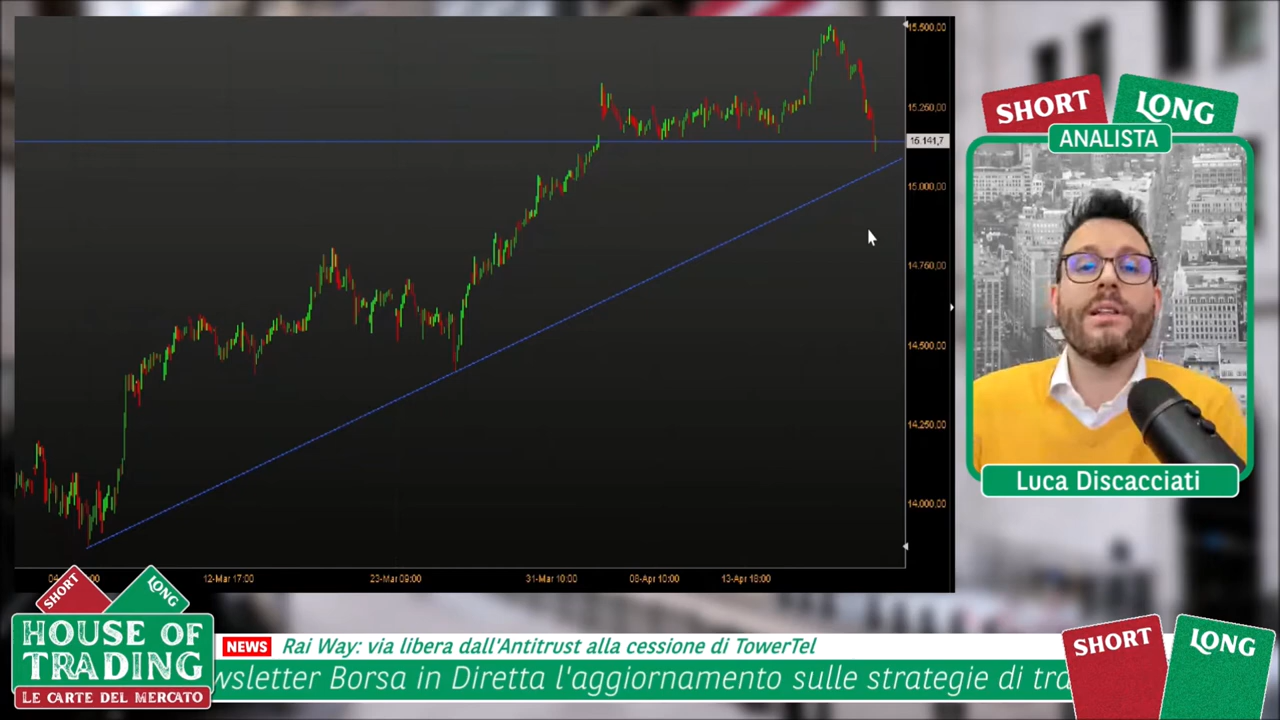 15.500,00
15.250,00
15.141,7
15.000,00
14.750,00
14.500,00
14.250,00
14.000,00
12-Mar 17:00
23-Mar 09:00
31-Mar 10:00
08-Apr 10:00
13-Apr 18:00
SHORT
LONG
ANALISTA
Luca Discacciati
SHORT
LONG
HOUSE OF
TRADING
LE CARTE DEL MERCATO
NEWS Rai Way: via libera dall'Antitrust alla cessione di TowerTel
wsletter Borsa in Diretta l'aggiornamento sulle strategie di tra
SHORT
LONG